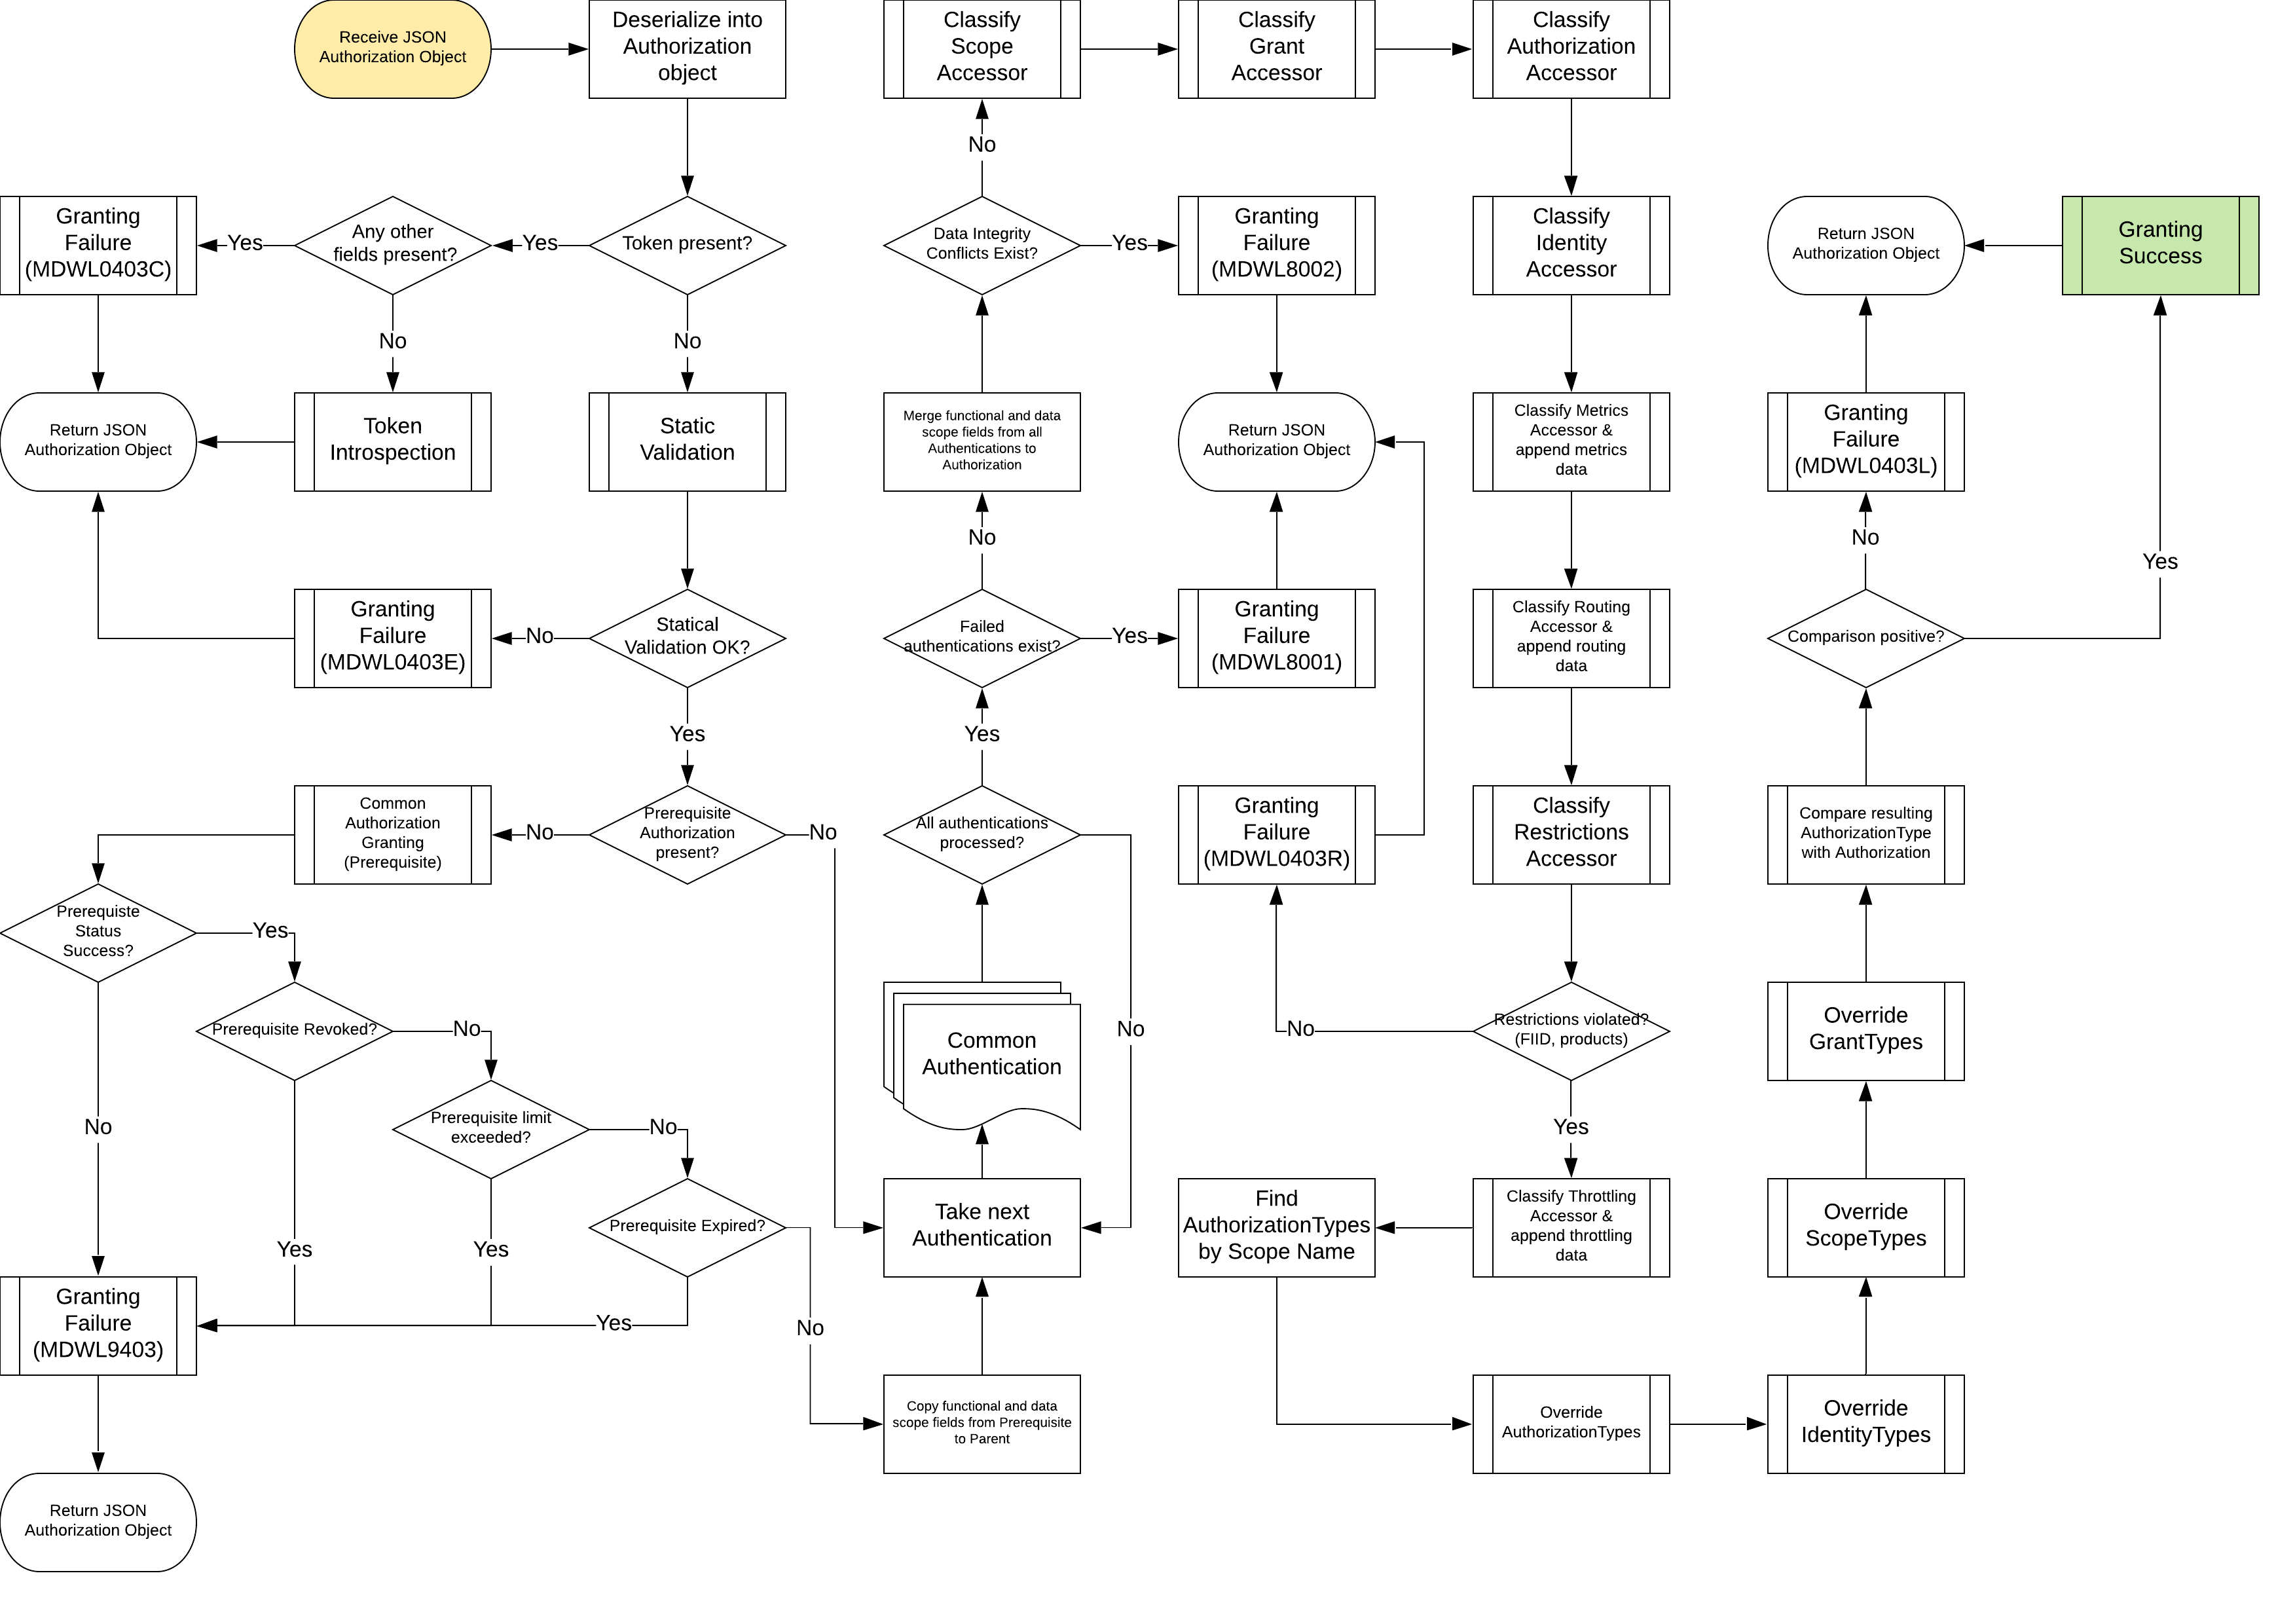 Receive JSON
Authorization Object
Deserialize into
Authorization
object
Classify
Scope
Accessor
Classify
Grant
Accessor
Classify
Authorization
Accessor
No
Granting
Failure
(MDWL0403C)
Yes
Any other
fields present?
Yes
Token present?
Data Integrity
Conflicts Exist?
Yes
Granting
Failure
(MDWL8002)
Classify
Identity
Accessor
Return JSON
Authorization Object
Granting
Success
No
No
Return JSON
Authorization Object
Token
Introspection
Static
Validation
Merge functional and data
scope fields from all
Authentications to
Authorization
Return JSON
Authorization Object
Classify Metrics
Accessor &
append metrics
data
Granting
Failure
(MDWL0403L)
No
No
Yes
Granting
Failure
(MDWL0403E)
No
Statical
Validation OK?
Failed
authentications exist?
Yes
Granting
Failure
(MDWL8001)
Classify Routing
Accessor &
append routing
data
Comparison positive?
Yes
Yes
Common
Authorization
Granting
(Prerequisite)
No
Prerequisite
Authorization
present?
No
All authentications
processed?
Granting
Failure
(MDWL0403R)
Classify
Restrictions
Accessor
Compare resulting
AuthorizationType
with Authorization
Prerequiste
Status
Success?
Yes
Prerequisite Revoked?
No
Common
Authentication
No
No
Restrictions violated?
(FIID, products)
Override
GrantTypes
No
Prerequisite limit
exceeded?
No
Yes
Yes
Yes
Prerequisite Expired?
Take next
Authentication
Find
AuthorizationTypes
by Scope Name
Classify Throttling
Accessor &
append throttling
data
Override
ScopeTypes
Granting
Failure
(MDWL9403)
Yes
No
Copy functional and data
scope fields from Prerequisite
to Parent
Override
AuthorizationTypes
Override
IdentityTypes
Return JSON
Authorization Object